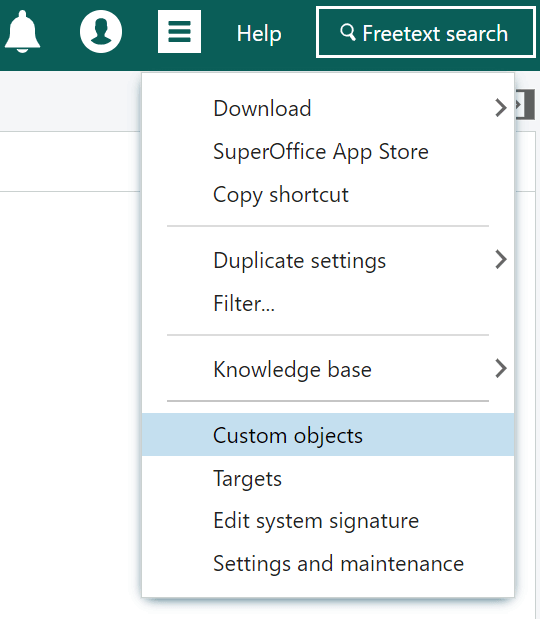 Help
Freetext search
Download
SuperOffice App Store
Copy shortcut
Duplicate settings
Filter...
Knowledge base
Custom objects
Targets
Edit system signature
Settings and maintenance